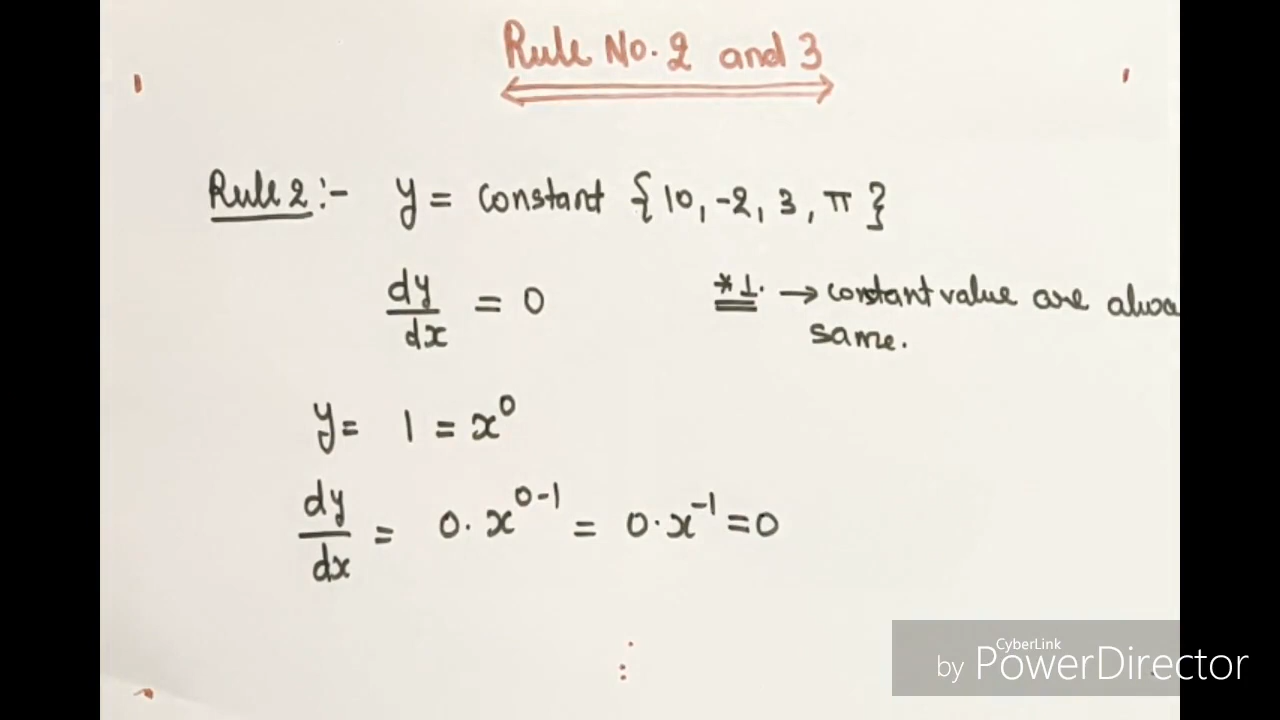 Rule No. 2 and 3
Rule 2 :- y = constant {10, -2, 3, π}
dy/dx = 0
*1. → constant value are alwa
same.
y = 1 = x⁰
dy/dx = 0·x⁰⁻¹ = 0·x⁻¹ = 0
CyberLink
by PowerDirector